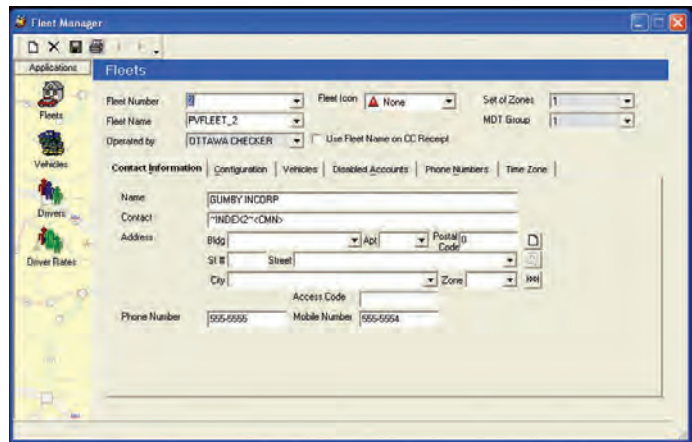 Fleet Manager
Applications
Fleets
Vehicles
Drivers
Driver Rates
Fleets
Fleet Number 2 Fleet Icon None Set of Zones 1
Fleet Name PVFLEET_2 MDT Group 1
Operated by OTTAWA CHECKER Use Fleet Name on CC Receipt
Contact Information Configuration Vehicles Disabled Accounts Phone Numbers Time Zone
Name GUMBY INCORP
Contact ~INDEX2~<CMN>
Address Bldg Apt Postal Code 0
St # Street
City Zone
Access Code
Phone Number 555-5555 Mobile Number 555-5554